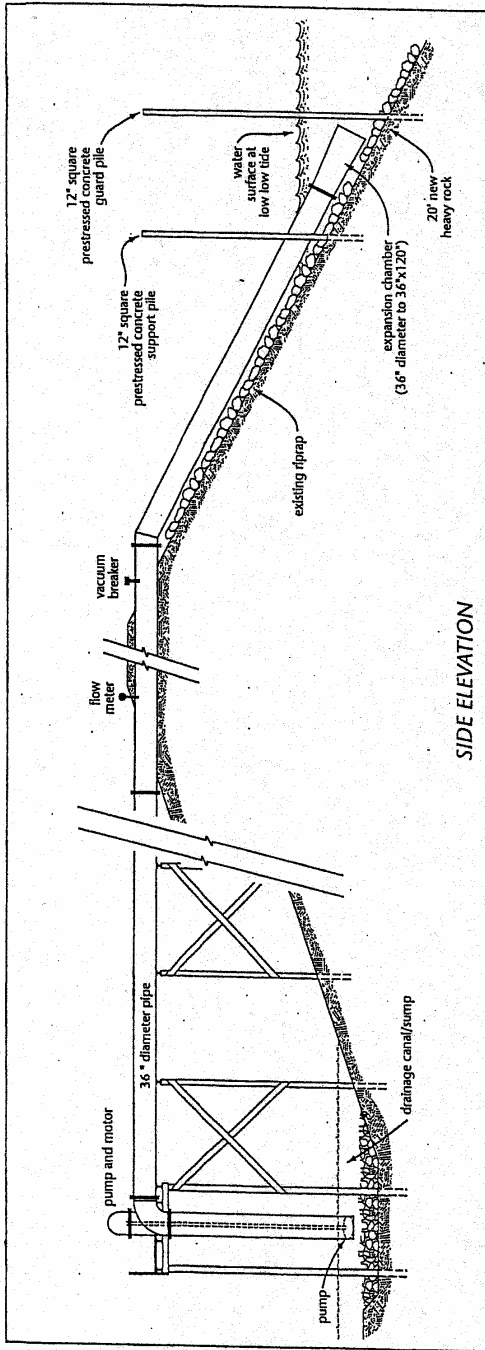 pump and motor
36" diameter pipe
pump
drainage canal/sump
flow
meter
vacuum
breaker
existing riprap
12" square
prestressed concrete
support pile
12" square
prestressed concrete
guard pile
water
surface at
low low tide
expansion chamber
(36" diameter to 36"x120")
20' new
heavy rock
SIDE ELEVATION